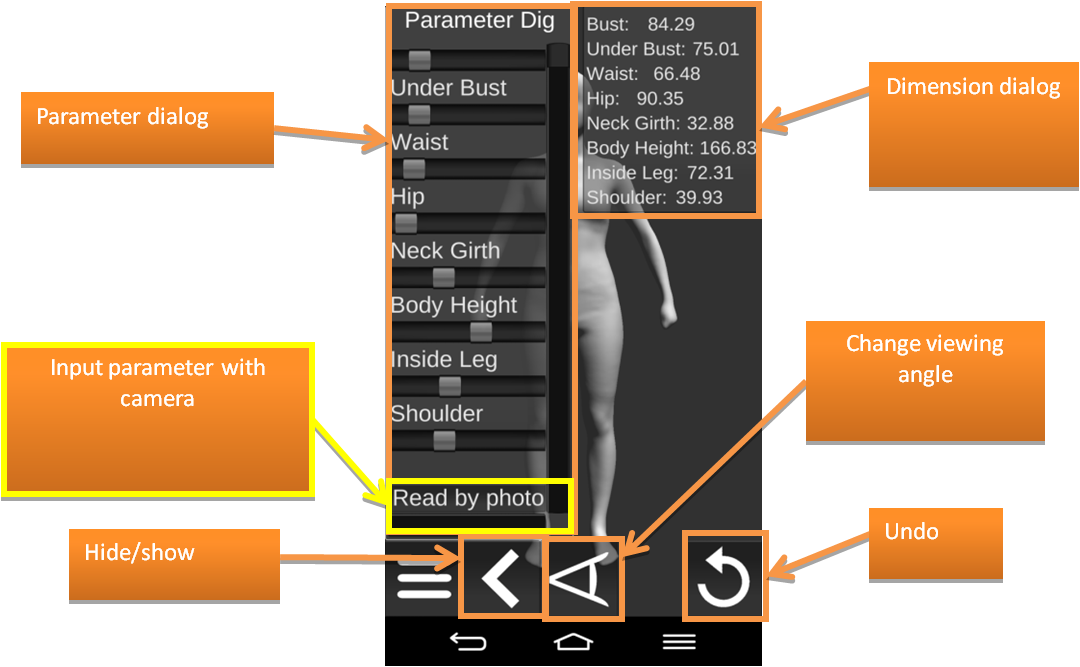 Parameter Dig
Under Bust
Waist
Hip
Neck Girth
Body Height
Inside Leg
Shoulder
Read by photo
Bust: 84.29
Under Bust: 75.01
Waist: 66.48
Hip: 90.35
Neck Girth: 32.88
Body Height: 166.83
Inside Leg: 72.31
Shoulder: 39.93
Parameter dialog
Dimension dialog
Input parameter with
camera
Change viewing
angle
Hide/show
Undo